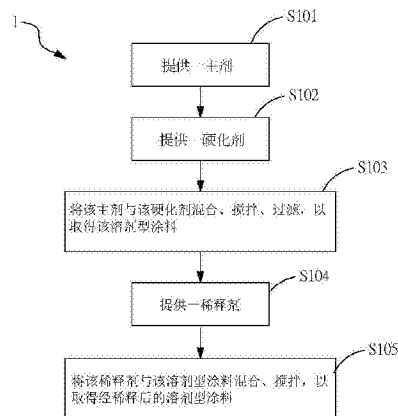 1
S101
提供一主剂
S102
提供一硬化剂
S103
将该主剂与该硬化剂混合、搅拌、过滤，以
取得该溶剂型涂料
S104
提供一稀释剂
S105
将该稀释剂与该溶剂型涂料混合、搅拌，以
取得经稀释后的溶剂型涂料